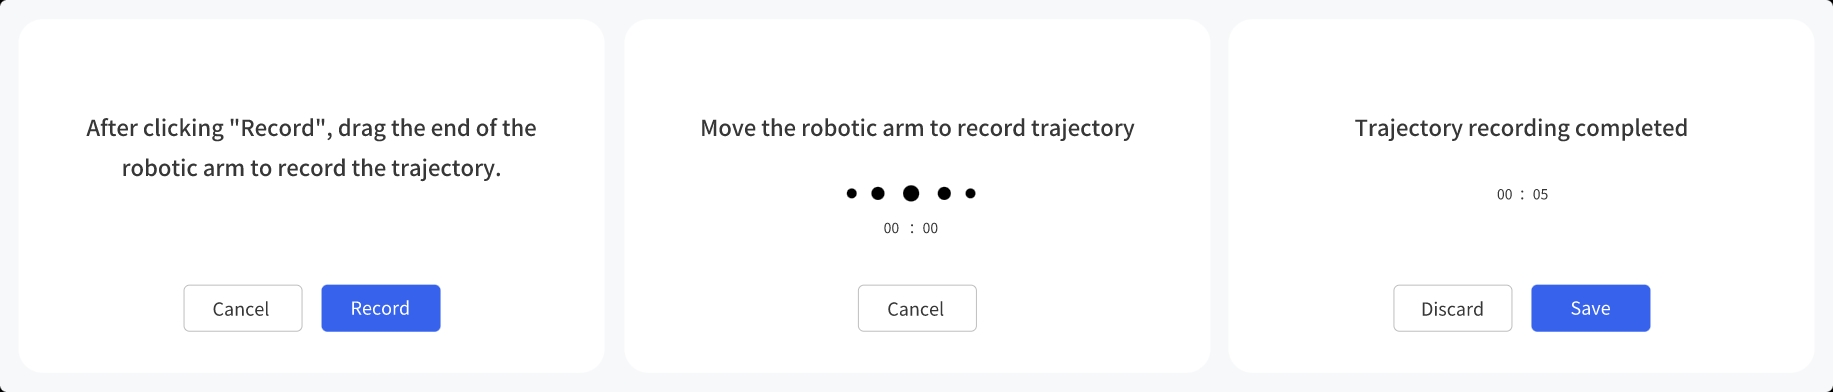 After clicking "Record", drag the end of the
robotic arm to record the trajectory.
Cancel
Record
Move the robotic arm to record trajectory
00 : 00
Cancel
Trajectory recording completed
00 : 05
Discard
Save